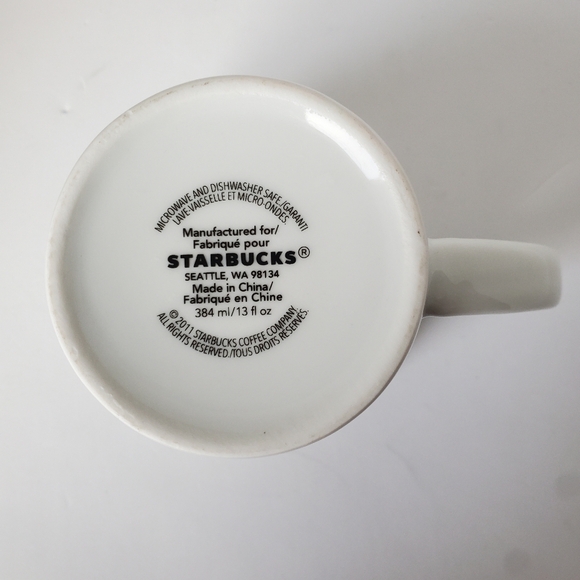 MICROWAVE AND DISHWASHER SAFE./GARANTI
LAVE-VAISSELLE ET MICRO-ONDES.
Manufactured for/
Fabriqué pour
STARBUCKS®
SEATTLE, WA 98134
Made in China/
Fabriqué en Chine
384 ml/13 fl oz
© 2011 STARBUCKS COFFEE COMPANY.
ALL RIGHTS RESERVED./TOUS DROITS RESERVÉS.